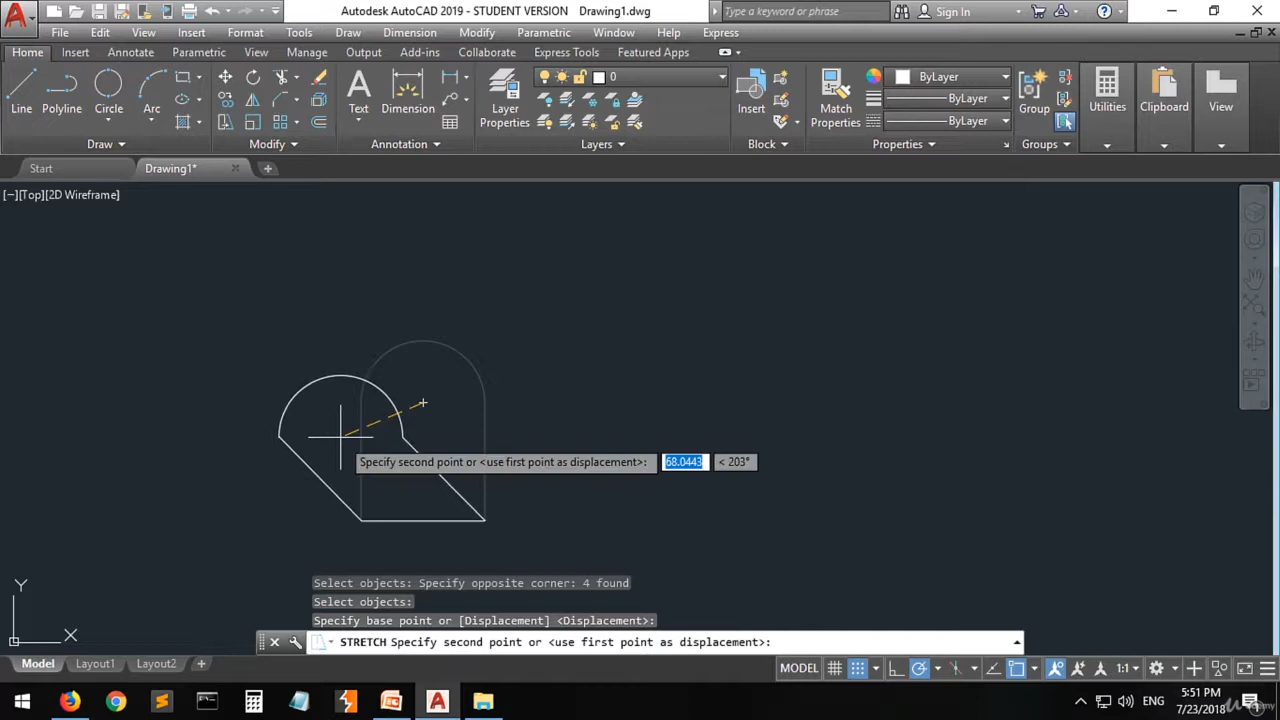 Autodesk AutoCAD 2019 - STUDENT VERSION Drawing1.dwg
Type a keyword or phrase
Sign In
File Edit View Insert Format Tools Draw Dimension Modify Parametric Window Help Express
Home Insert Annotate Parametric View Manage Output Add-ins Collaborate Express Tools Featured Apps
0
ByLayer
ByLayer
ByLayer
Line Polyline Circle Arc Text Dimension Layer Properties Insert Match Properties Group Utilities Clipboard View
Draw Modify Annotation Layers Block Properties Groups
Start Drawing1*
[−][Top][2D Wireframe]
Specify second point or <use first point as displacement>: 68.0443 < 203°
Select objects: Specify opposite corner: 4 found
Select objects:
Specify base point or [Displacement] <Displacement>:
STRETCH Specify second point or <use first point as displacement>:
Y
X
Model Layout1 Layout2
MODEL 1:1
ENG
5:51 PM
7/23/2018